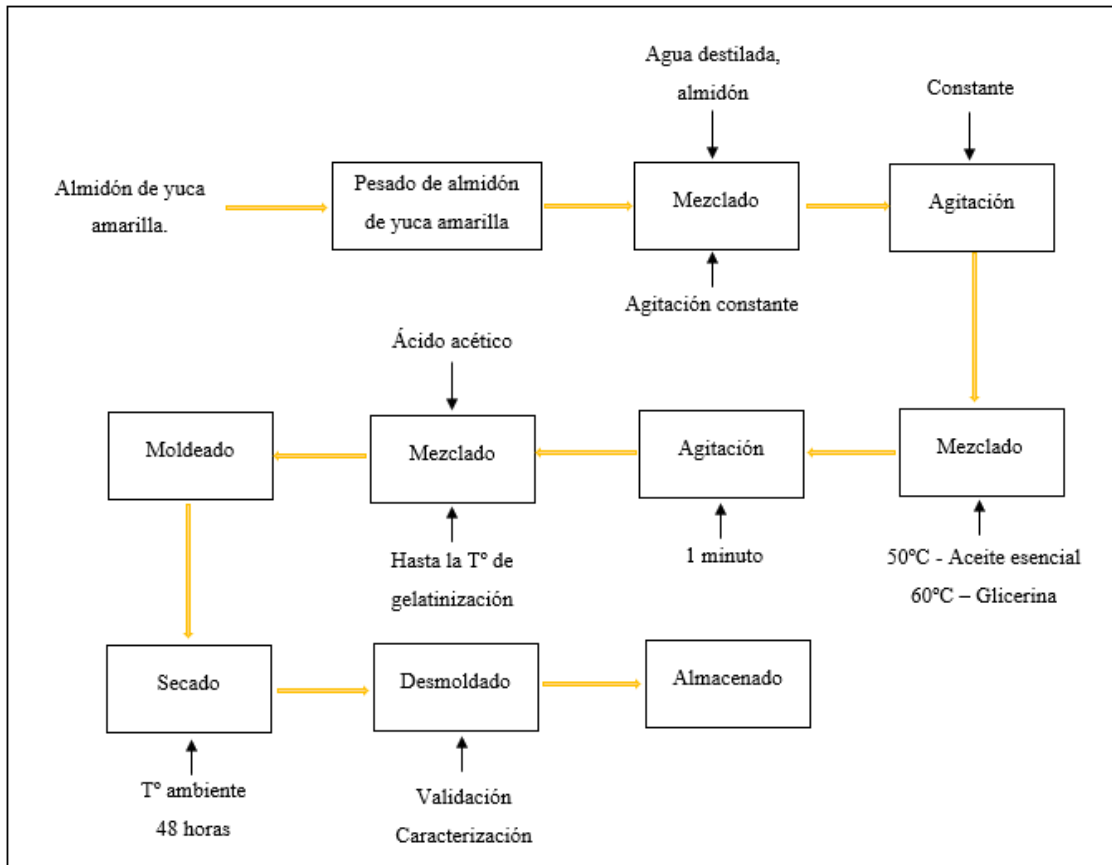 Agua destilada,
almidón
Constante
Almidón de yuca
amarilla.
Pesado de almidón
de yuca amarilla
Mezclado
Agitación
Agitación constante
Ácido acético
Moldeado
Mezclado
Agitación
Mezclado
Hasta la Tº de
gelatinización
1 minuto
50ºC - Aceite esencial
60ºC – Glicerina
Secado
Desmoldado
Almacenado
Tº ambiente
48 horas
Validación
Caracterización